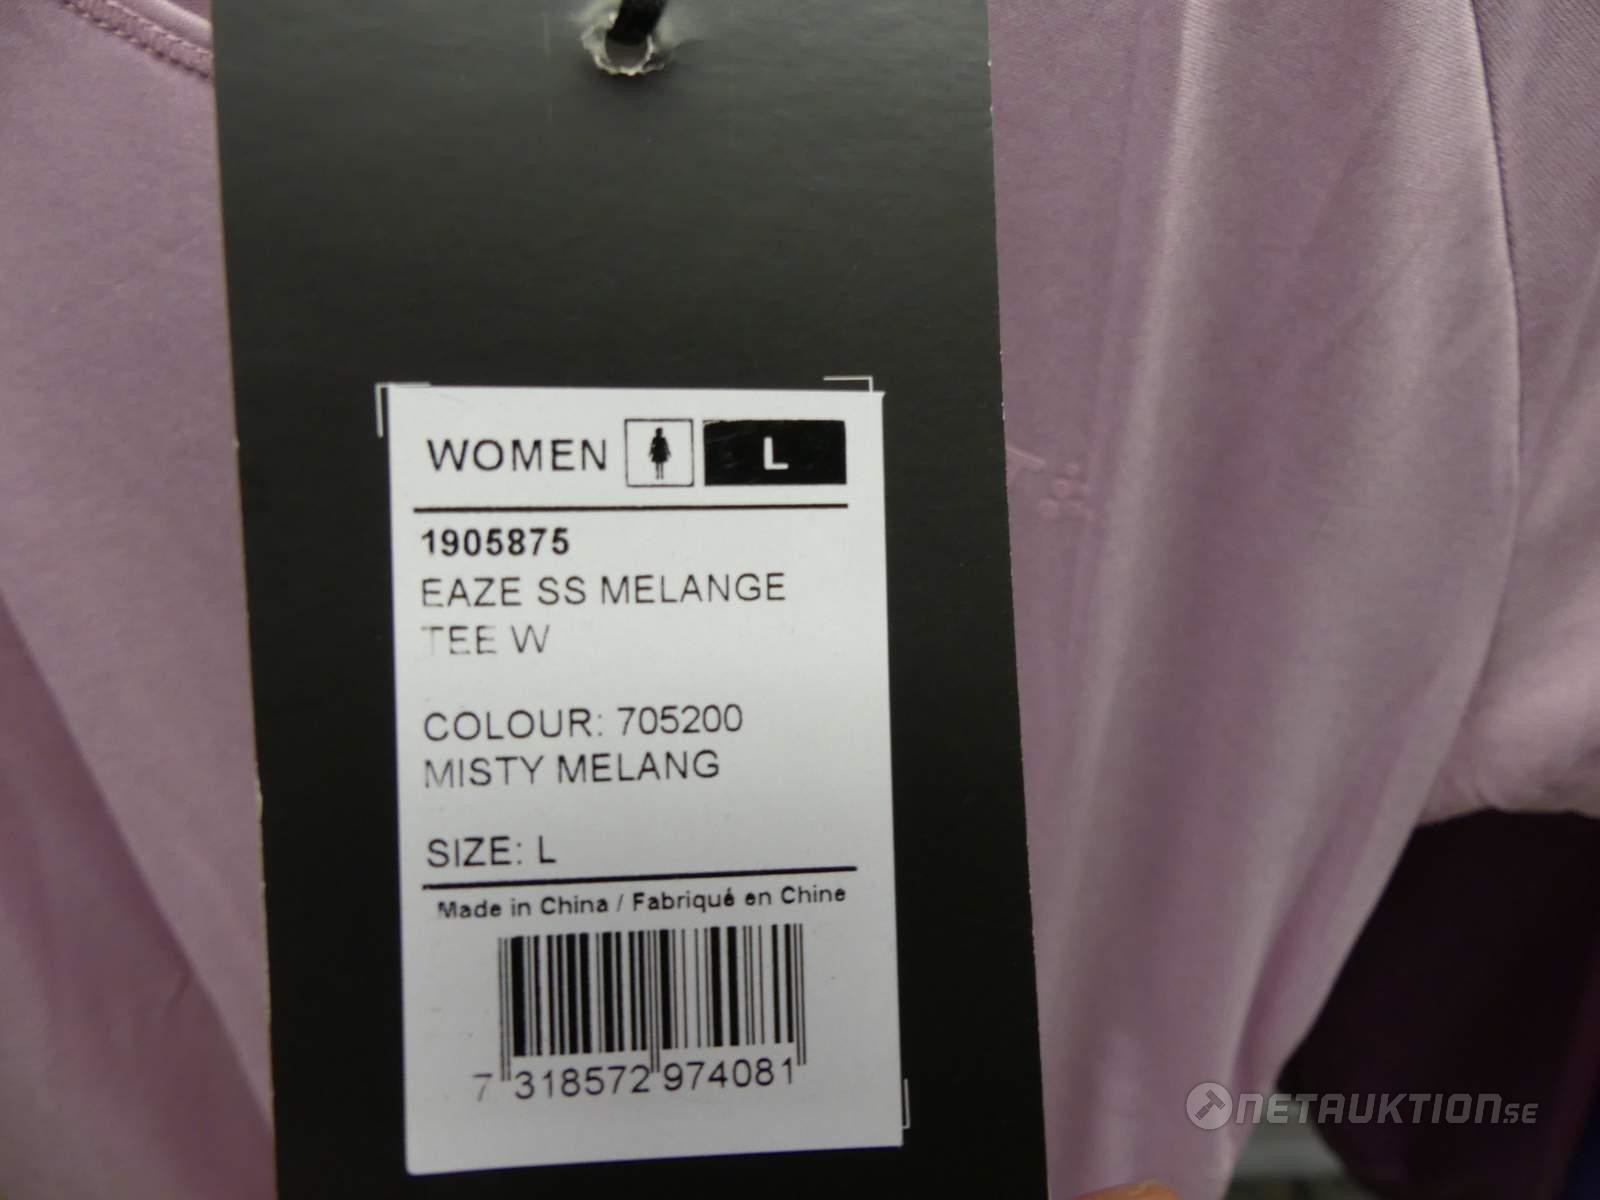 WOMEN L
1905875
EAZE SS MELANGE
TEE W
COLOUR: 705200
MISTY MELANG
SIZE: L
Made in China / Fabriqué en Chine
7 318572 974081
NETAUKTION.SE